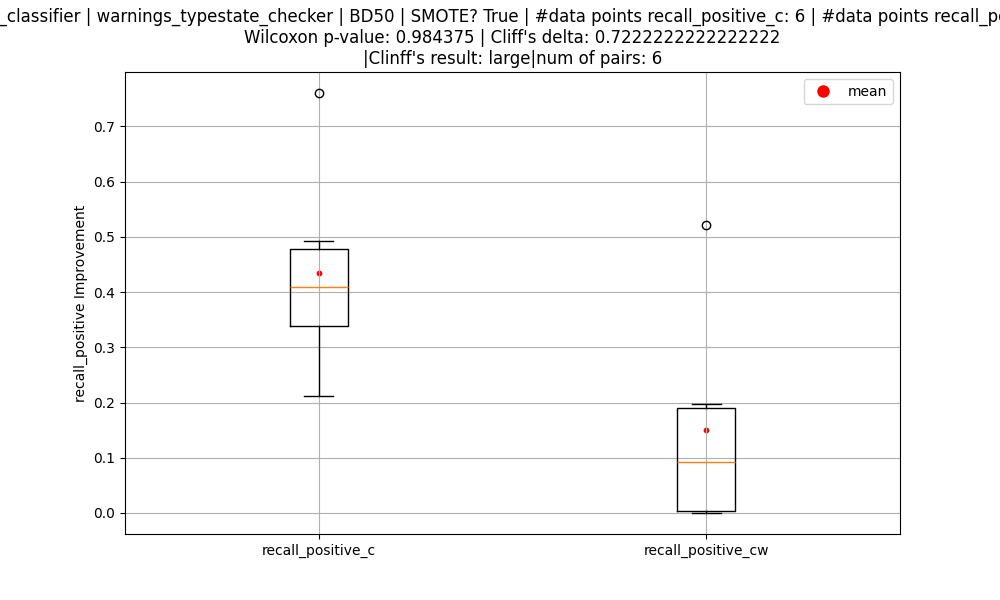 _classifier | warnings_typestate_checker | BD50 | SMOTE? True | #data points recall_positive_c: 6 | #data points
Wilcoxon p-value: 0.984375 | Cliff's delta: 0.7222222222222222
|Clinff's result: large|num of pairs: 6
mean
0.7
0.6
0.5
0.4
0.3
0.2
0.1
0.0
recall_positive Improvement
recall_positive_c
recall_positive_cw